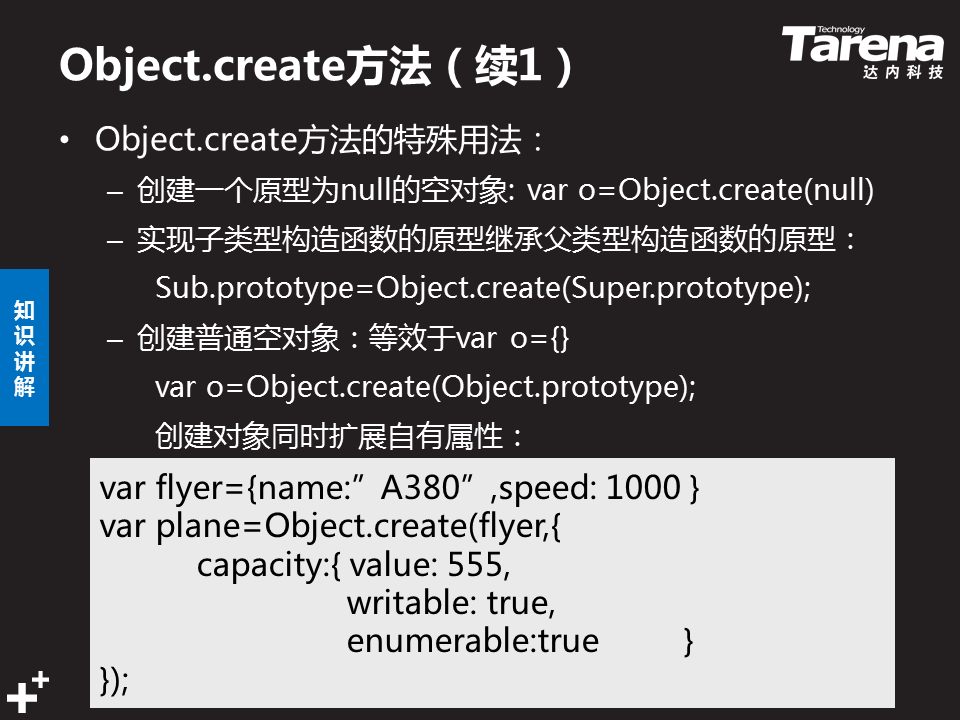 Object.create方法（续1）
Technology
Tarena
达内科技
• Object.create方法的特殊用法：
– 创建一个原型为null的空对象: var o=Object.create(null)
– 实现子类型构造函数的原型继承父类型构造函数的原型：
Sub.prototype=Object.create(Super.prototype);
– 创建普通空对象：等效于var o={}
var o=Object.create(Object.prototype);
创建对象同时扩展自有属性：
知识讲解
var flyer={name:”A380”,speed: 1000 }
var plane=Object.create(flyer,{
capacity:{ value: 555,
writable: true,
enumerable:true }
});